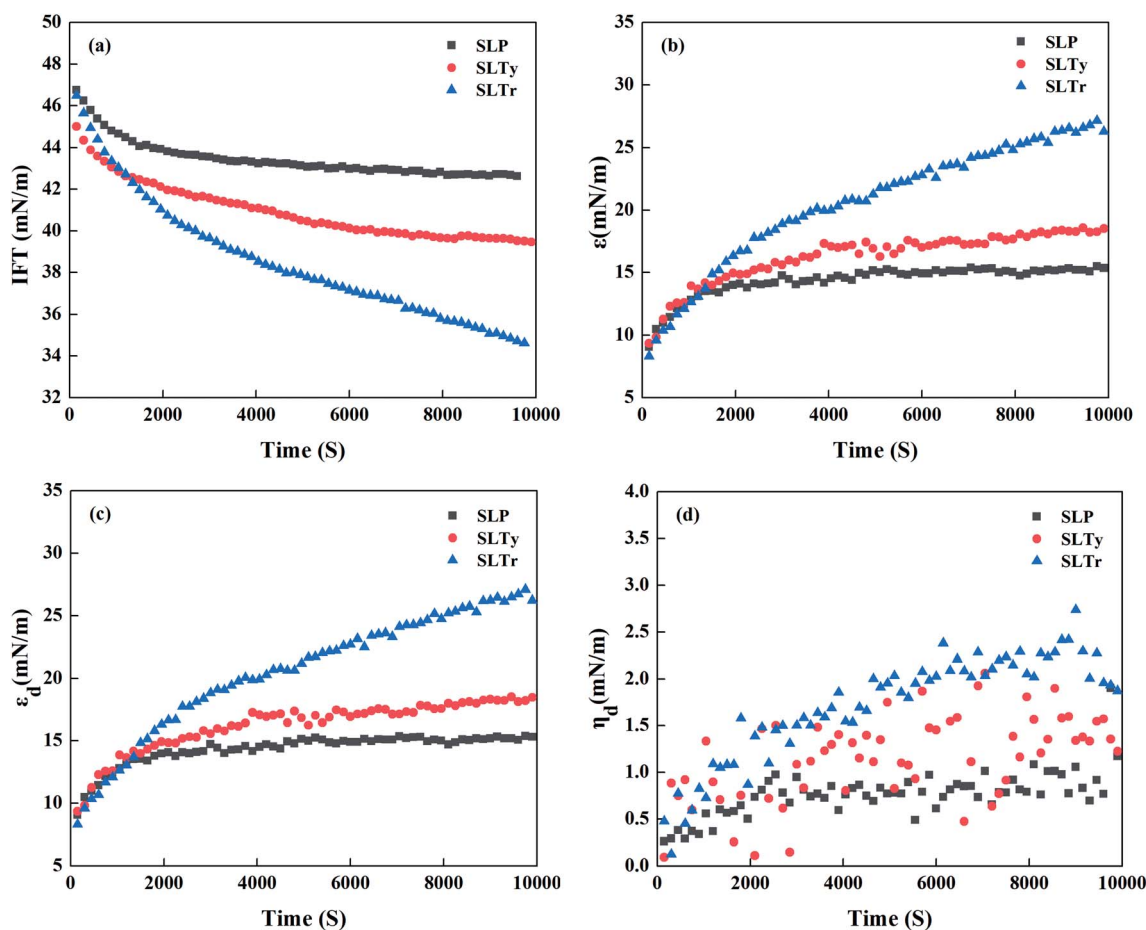 (a)
SLP
SLTy
SLTr
50
48
46
44
42
40
38
36
34
32
IFT (mN/m)
0 2000 4000 6000 8000 10000
Time (S)
(b)
SLP
SLTy
SLTr
35
30
25
20
15
10
5
ε(mN/m)
0 2000 4000 6000 8000 10000
Time (S)
(c)
SLP
SLTy
SLTr
35
30
25
20
15
10
5
ε_d(mN/m)
0 2000 4000 6000 8000 10000
Time (S)
(d)
SLP
SLTy
SLTr
4.0
3.5
3.0
2.5
2.0
1.5
1.0
0.5
0.0
η_d(mN/m)
0 2000 4000 6000 8000 10000
Time (S)